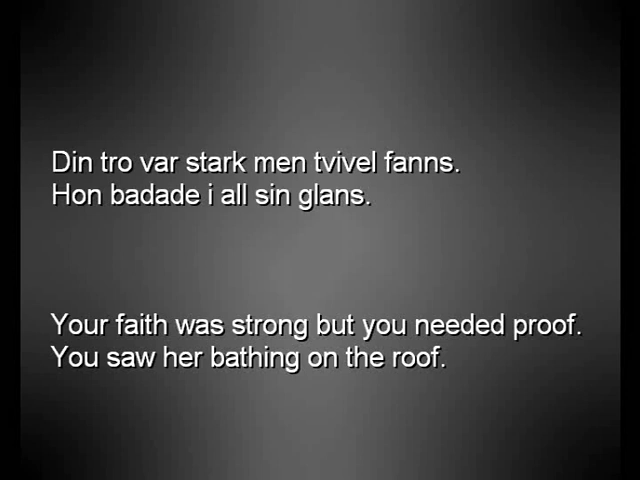 Din tro var stark men tvivel fanns.
Hon badade i all sin glans.
Your faith was strong but you needed proof.
You saw her bathing on the roof.